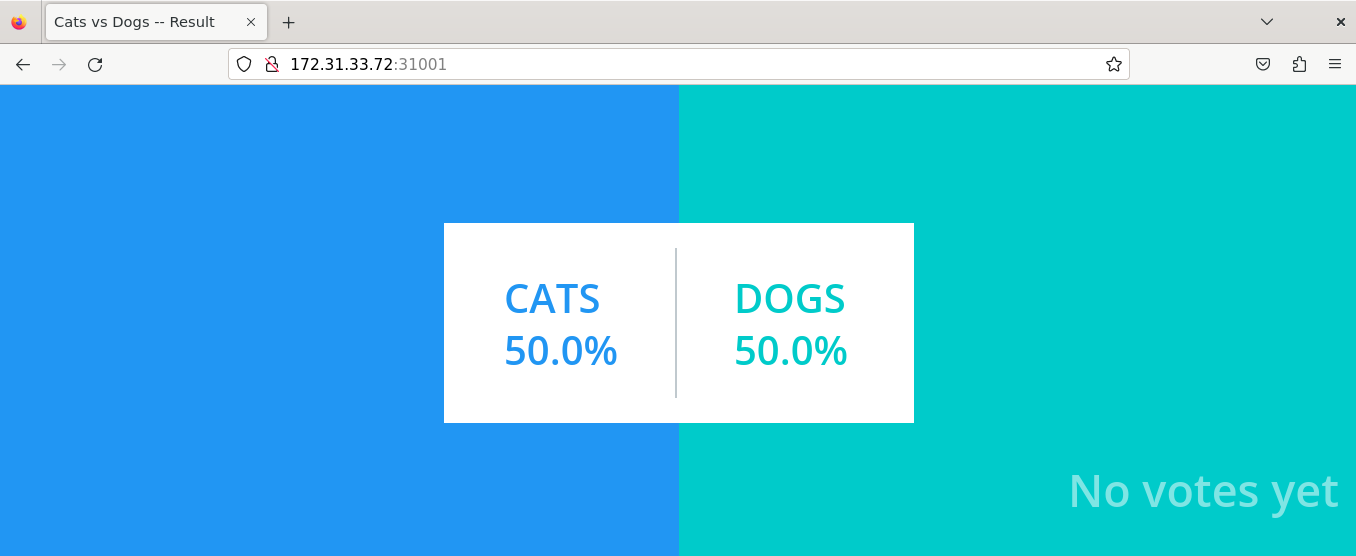 Cats vs Dogs -- Result
172.31.33.72:31001
CATS
50.0%
DOGS
50.0%
No votes yet